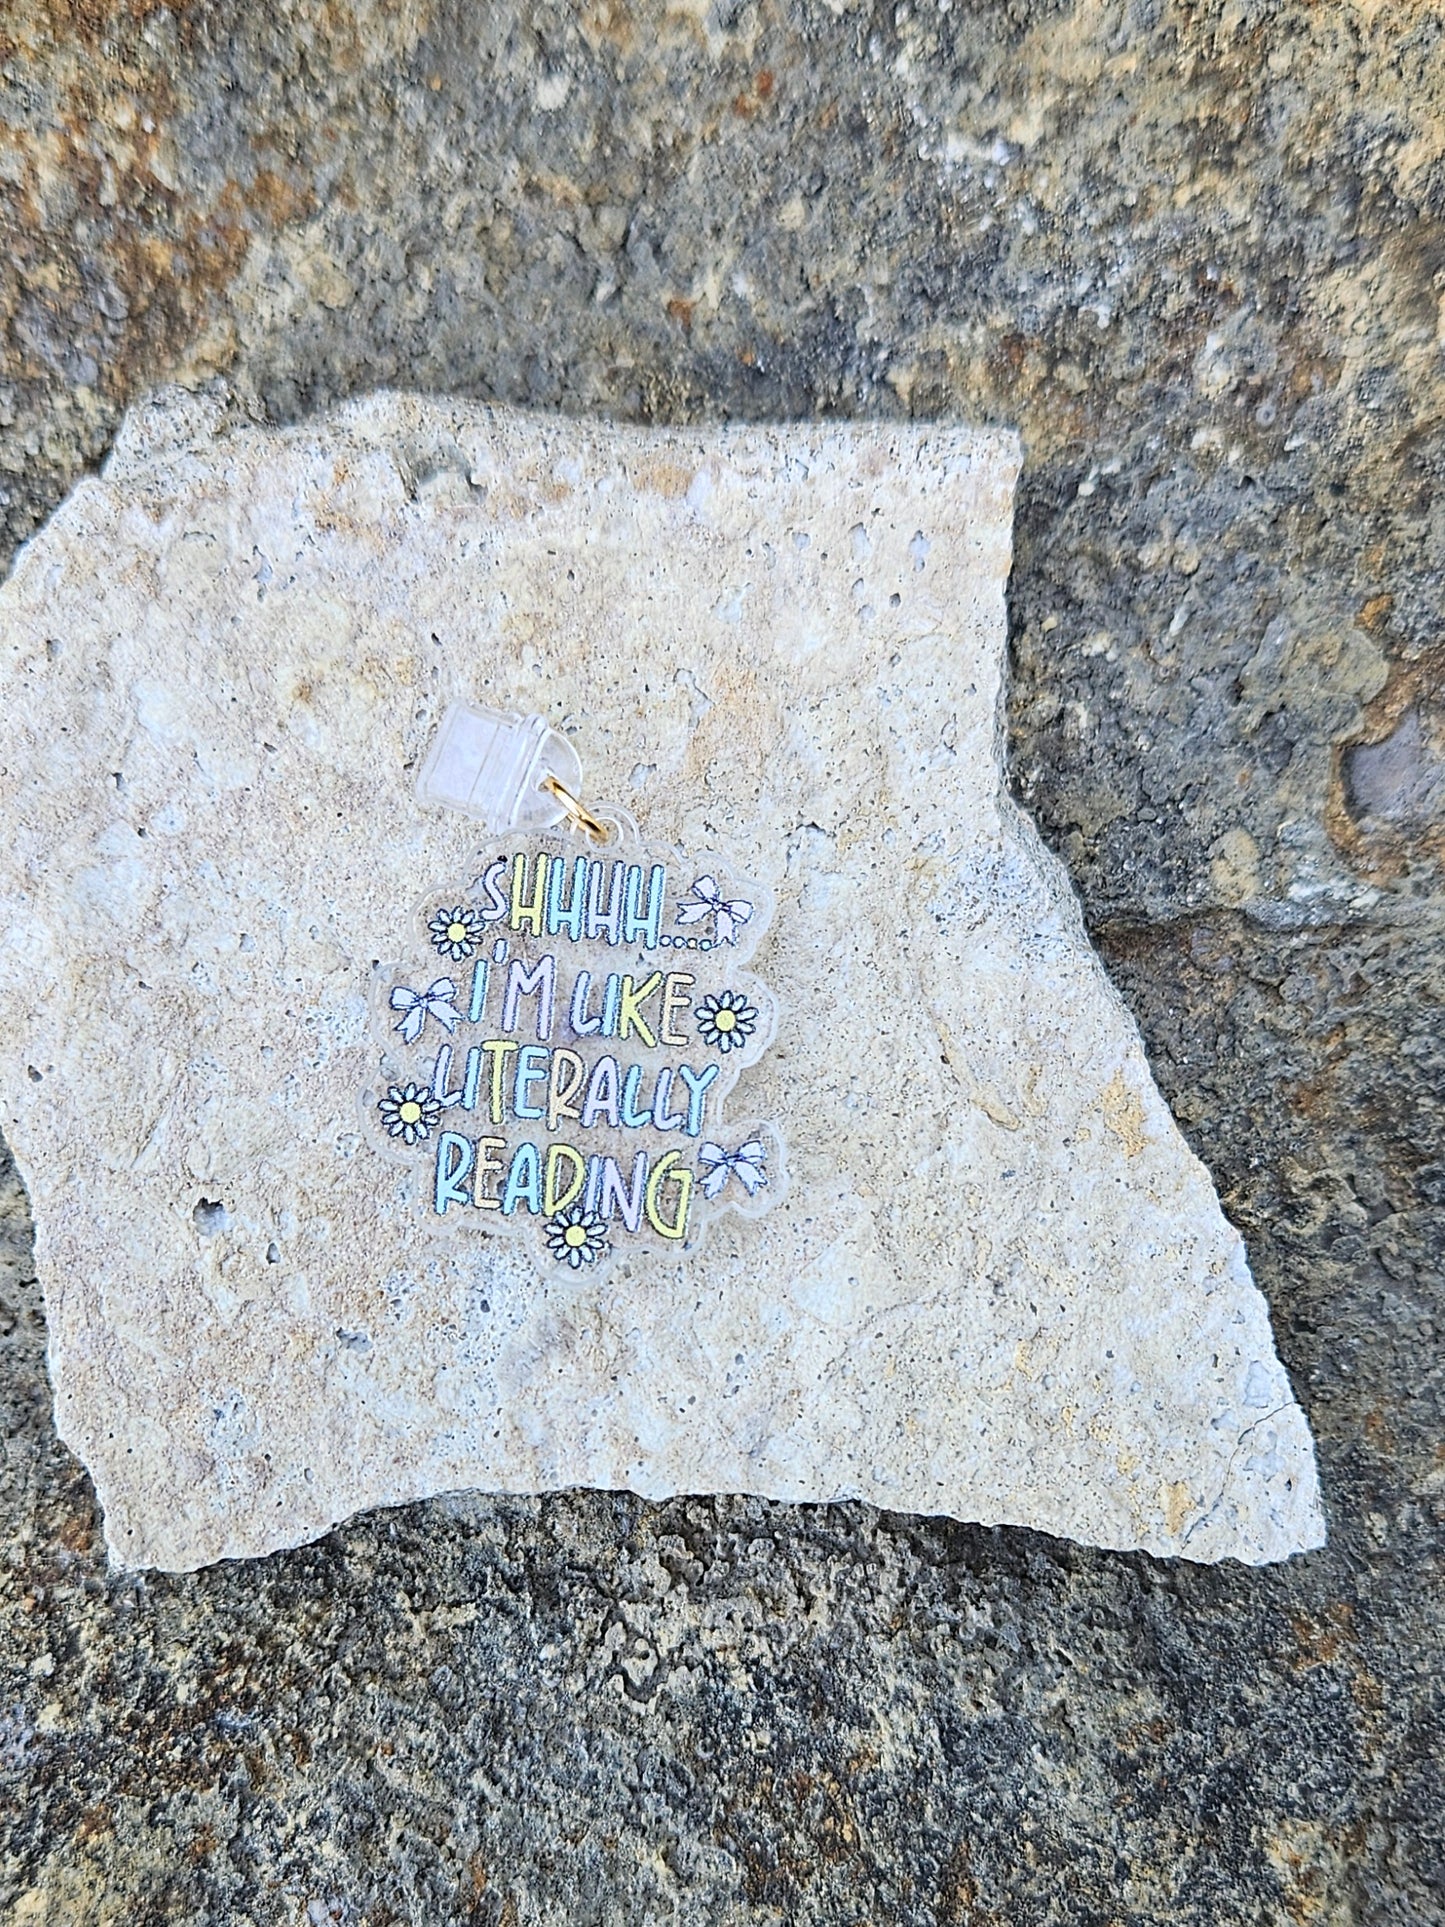 SHHHH....
I'M LIKE
LITERALLY
READING